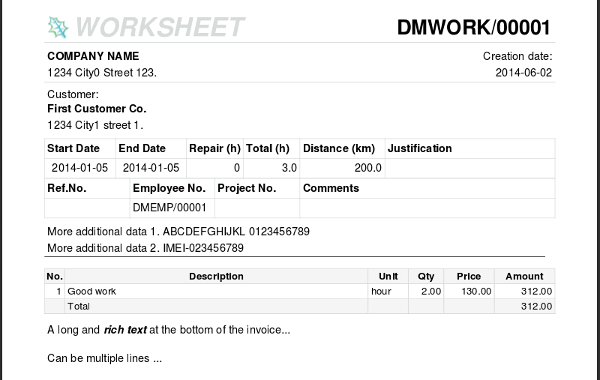 WORKSHEET DMWORK/00001
COMPANY NAME Creation date:
1234 City0 Street 123. 2014-06-02
Customer:
First Customer Co.
1234 City1 street 1.
Start Date End Date Repair (h) Total (h) Distance (km) Justification
2014-01-05 2014-01-05 0 3.0 200.0
Ref.No. Employee No. Project No. Comments
DMEMP/00001
More additional data 1. ABCDEFGHIJKL 0123456789
More additional data 2. IMEI-023456789
No. Description Unit Qty Price Amount
1 Good work hour 2.00 130.00 312.00
Total 312.00
A long and rich text at the bottom of the invoice...
Can be multiple lines ...